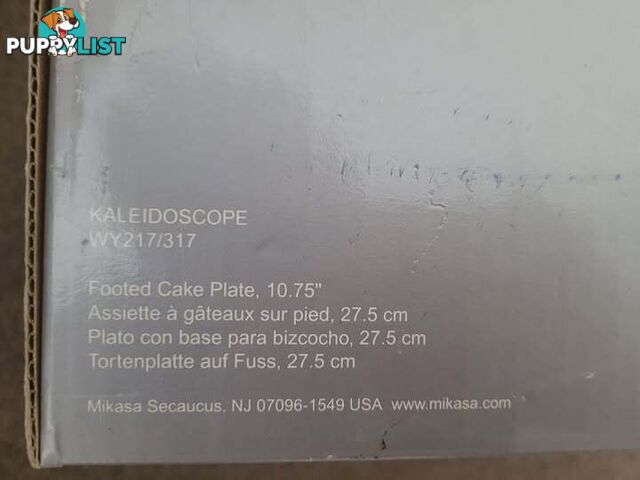 PUPPYLIST
KALEIDOSCOPE
WY217/317
Footed Cake Plate, 10.75"
Assiette à gâteaux sur pied, 27.5 cm
Plato con base para bizcocho, 27.5 cm
Tortenplatte auf Fuss, 27.5 cm
Mikasa Secaucus, NJ 07096-1549 USA www.mikasa.com